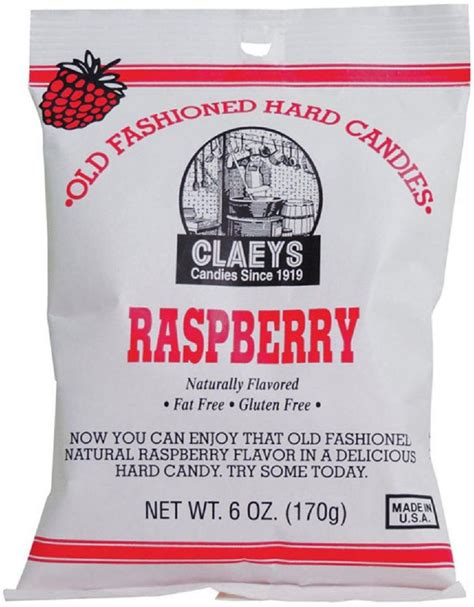 •OLD FASHIONED HARD CANDIES•
CLAEYS
Candies Since 1919
RASPBERRY
Naturally Flavored
• Fat Free • Gluten Free •
NOW YOU CAN ENJOY THAT OLD FASHIONEL
NATURAL RASPBERRY FLAVOR IN A DELICIOUS
HARD CANDY. TRY SOME TODAY.
NET WT. 6 OZ. (170g)
MADE IN
U.S.A.